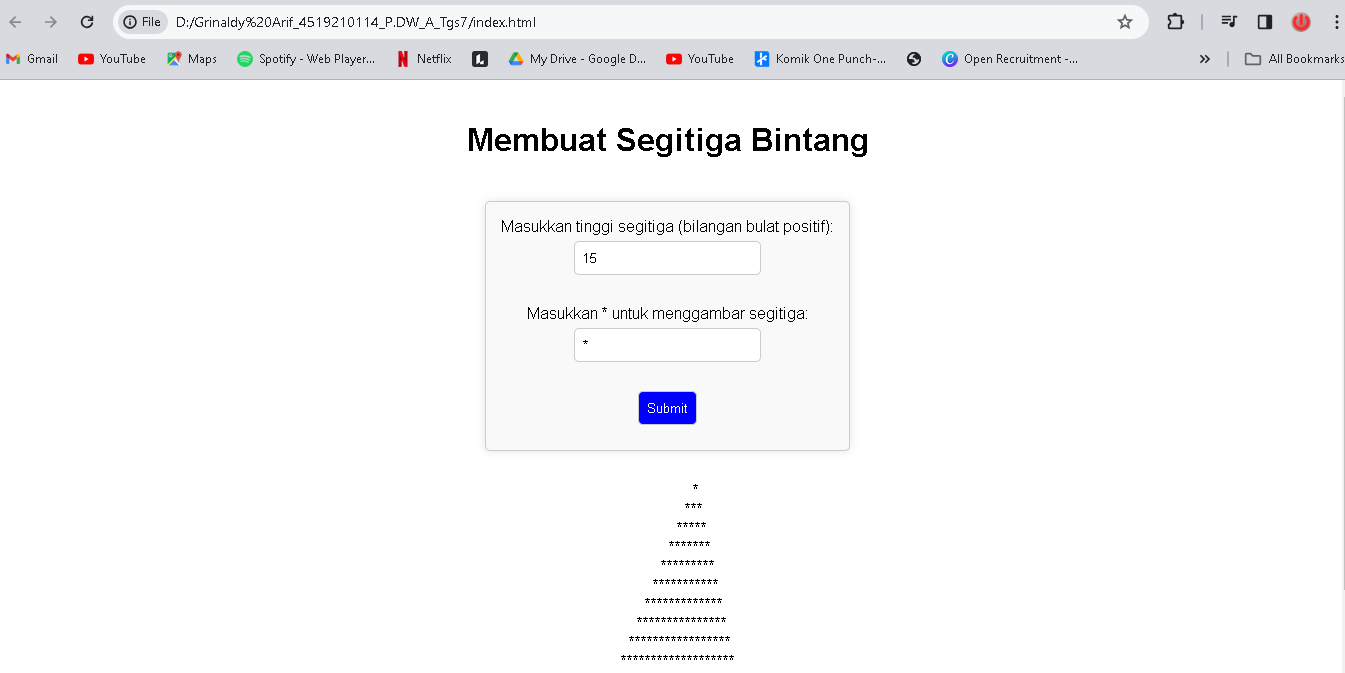 File D:/Grinaldy%20Arif_4519210114_P.DW_A_Tgs7/index.html
Gmail YouTube Maps Spotify - Web Player... Netflix My Drive - Google D... YouTube Komik One Punch-... Open Recruitment -... » All Bookmarks
Membuat Segitiga Bintang
Masukkan tinggi segitiga (bilangan bulat positif):
15
Masukkan * untuk menggambar segitiga:
*
Submit
*
***
*****
*******
*********
***********
*************
***************
*****************
*******************